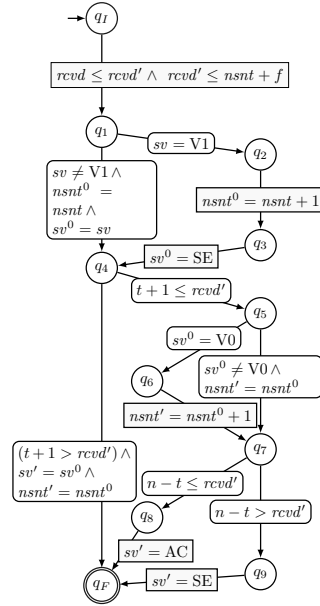 q_I
rcvd ≤ rcvd′ ∧ rcvd′ ≤ nsnt + f
q_1
sv = V1
q_2
sv ≠ V1 ∧
nsnt^0 =
nsnt ∧
sv^0 = sv
nsnt^0 = nsnt + 1
q_3
sv^0 = SE
q_4
t + 1 ≤ rcvd′
q_5
sv^0 = V0
sv^0 ≠ V0 ∧
nsnt′ = nsnt^0
q_6
nsnt′ = nsnt^0 + 1
q_7
(t + 1 > rcvd′) ∧
sv′ = sv^0 ∧
nsnt′ = nsnt^0
n − t ≤ rcvd′
q_8
n − t > rcvd′
sv′ = AC
q_F
sv′ = SE
q_9